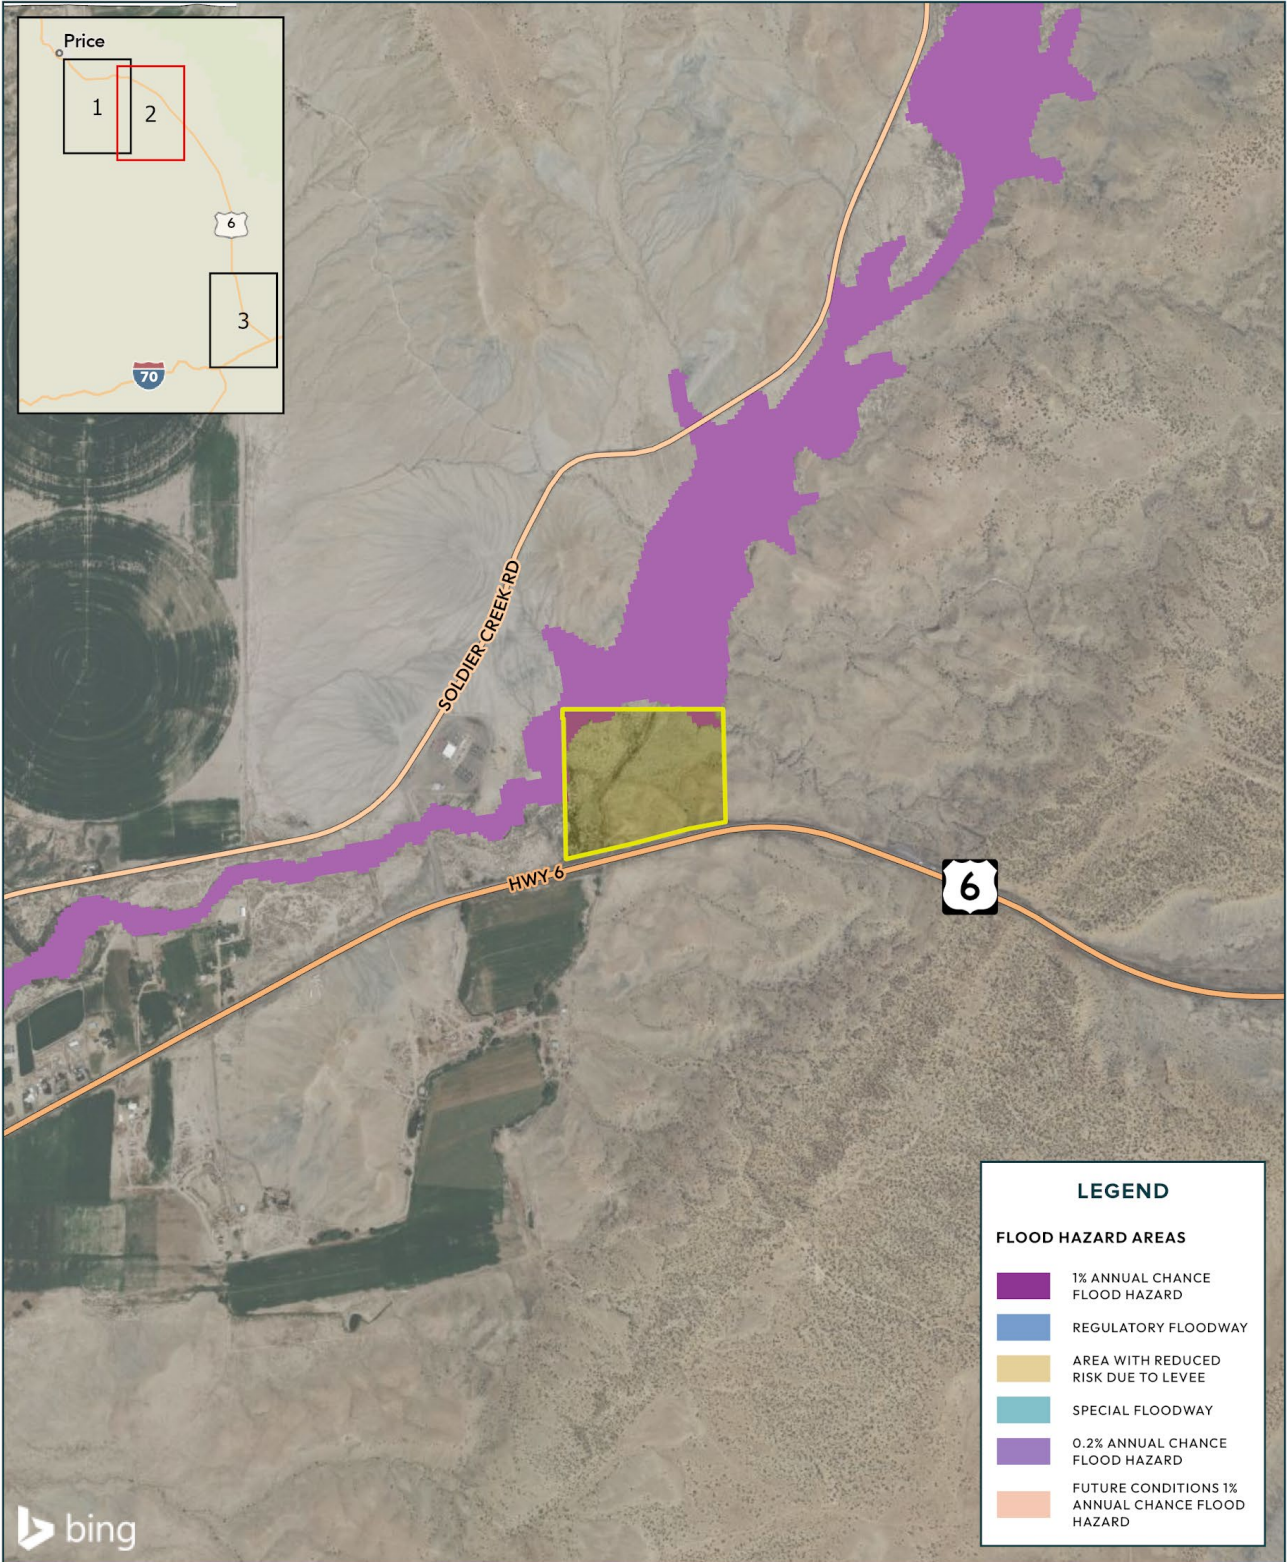 Price
1
2
6
3
70
SOLDIER CREEK RD
HWY 6
6
LEGEND
FLOOD HAZARD AREAS
1% ANNUAL CHANCE
FLOOD HAZARD
REGULATORY FLOODWAY
AREA WITH REDUCED
RISK DUE TO LEVEE
SPECIAL FLOODWAY
0.2% ANNUAL CHANCE
FLOOD HAZARD
FUTURE CONDITIONS 1%
ANNUAL CHANCE FLOOD
HAZARD
bing